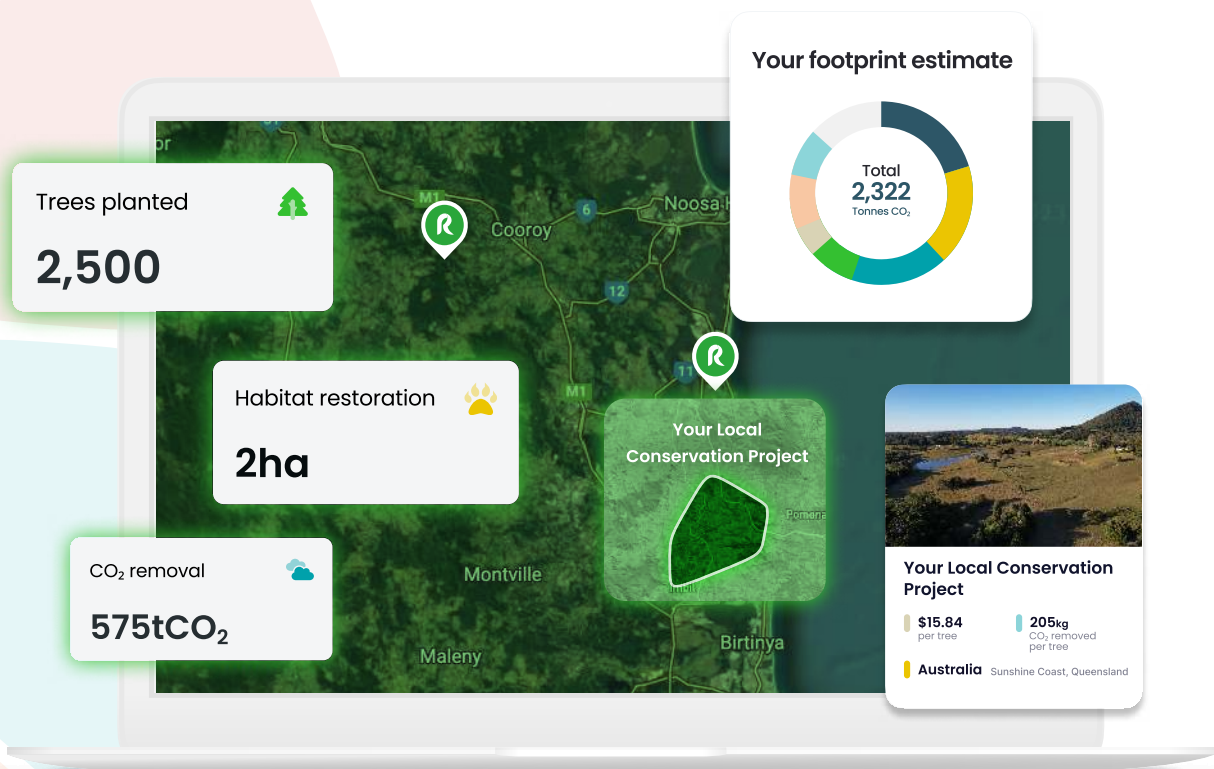 Your footprint estimate
Total
2,322
Tonnes CO₂
or
Trees planted
2,500
M1
Cooroy
6
Noosa
12
11
M1
Habitat restoration
2ha
Your Local
Conservation Project
Pomona
CO₂ removal
575tCO₂
Montville
Maleny
Birtinya
Your Local Conservation
Project
$15.84
per tree
205kg
CO₂ removed
per tree
Australia Sunshine Coast, Queensland